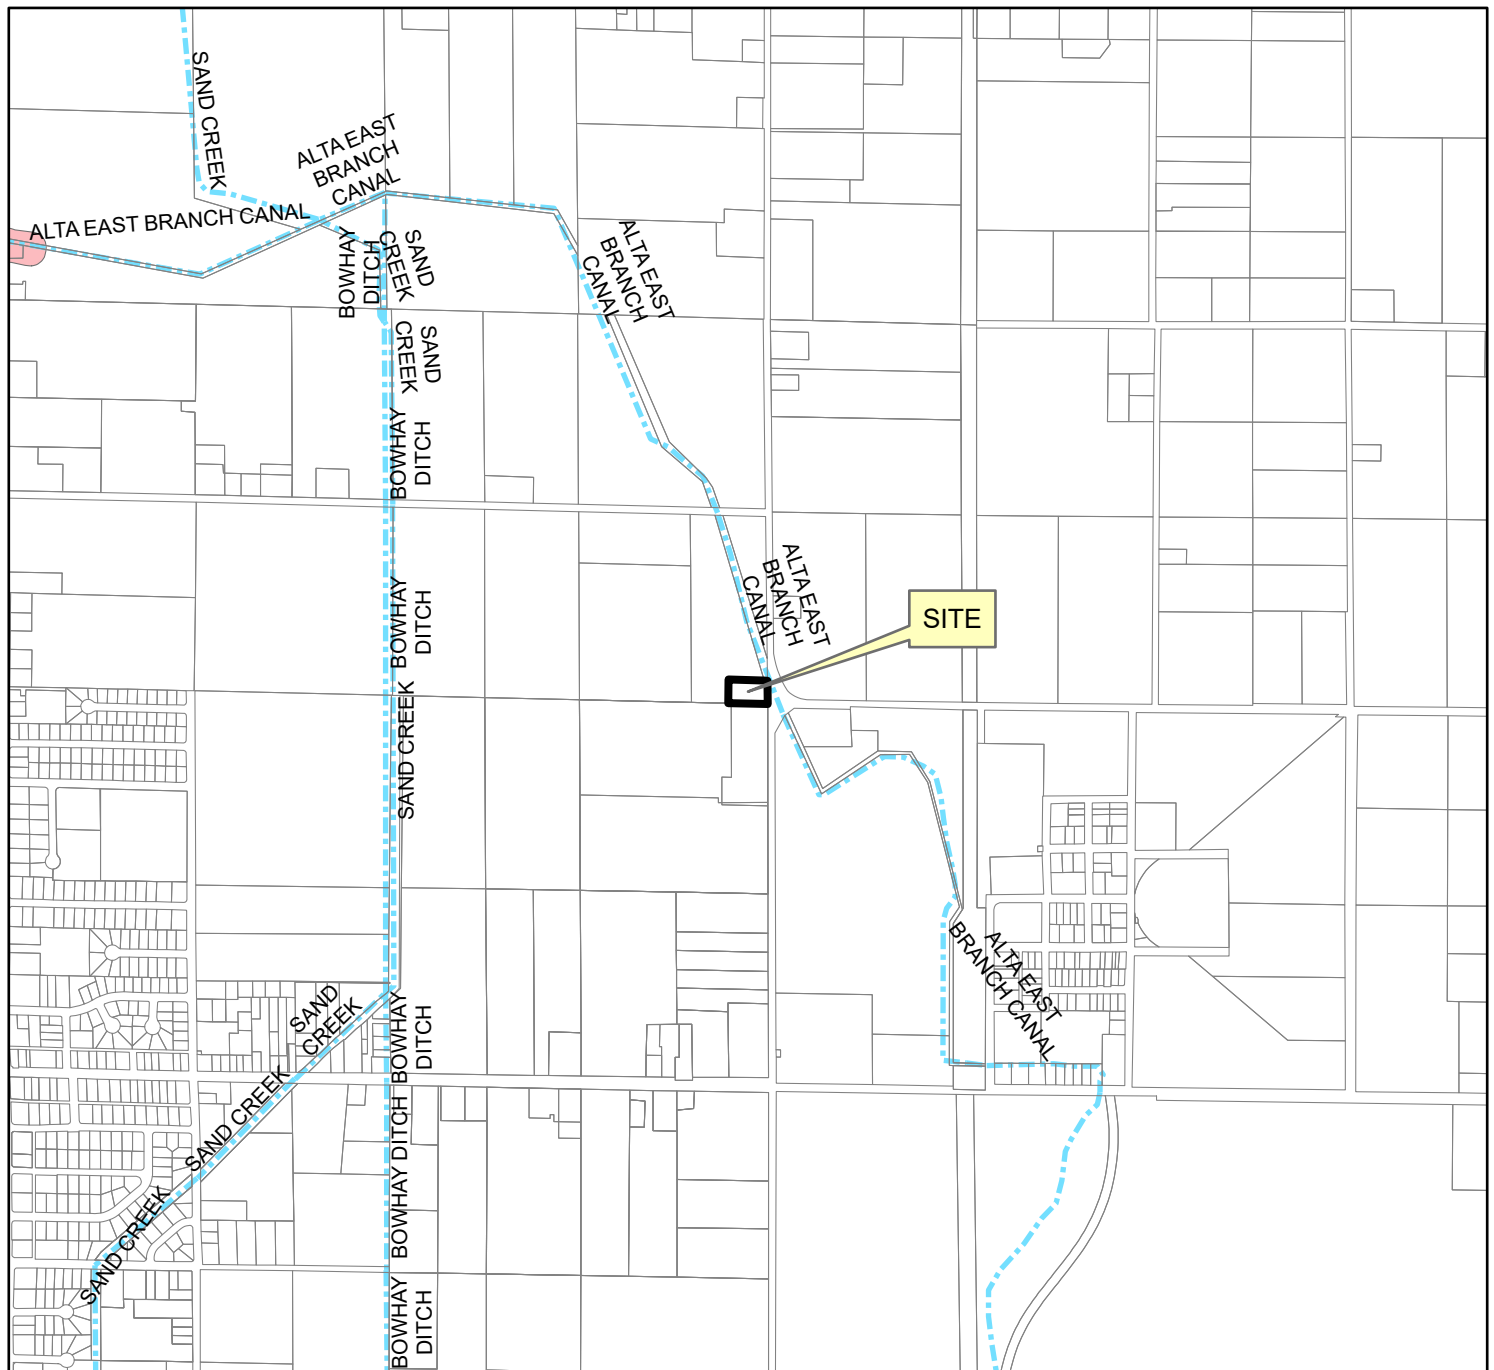 SAND CREEK
ALTA EAST
BRANCH
CANAL
ALTA EAST BRANCH CANAL
BOWHAY
DITCH
SAND
CREEK
ALTA EAST
BRANCH
CANAL
SAND
CREEK
BOWHAY
DITCH
ALTA EAST
BRANCH
CANAL
BOWHAY
DITCH
SITE
SAND CREEK
ALTA EAST
BRANCH CANAL
SAND
CREEK
BOWHAY
DITCH
SAND CREEK
BOWHAY DITCH
SAND CREEK
BOWHAY
DITCH